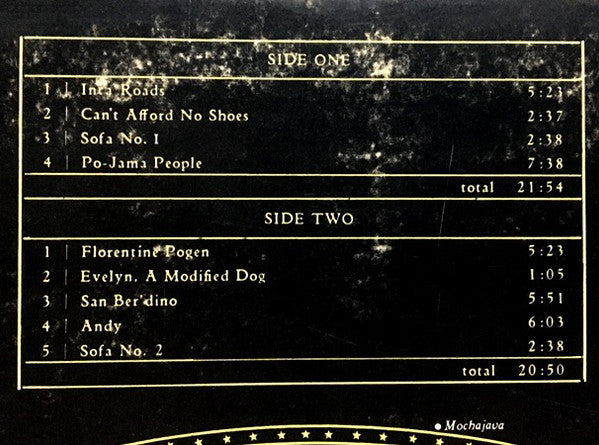 SIDE ONE
1 Inca Roads 5:23
2 Can't Afford No Shoes 2:37
3 Sofa No. 1 2:38
4 Po-Jama People 7:38
total 21:54
SIDE TWO
1 Florentine Pogen 5:23
2 Evelyn, A Modified Dog 1:05
3 San Ber'dino 5:51
4 Andy 6:03
5 Sofa No. 2 2:38
total 20:50
Mochajava